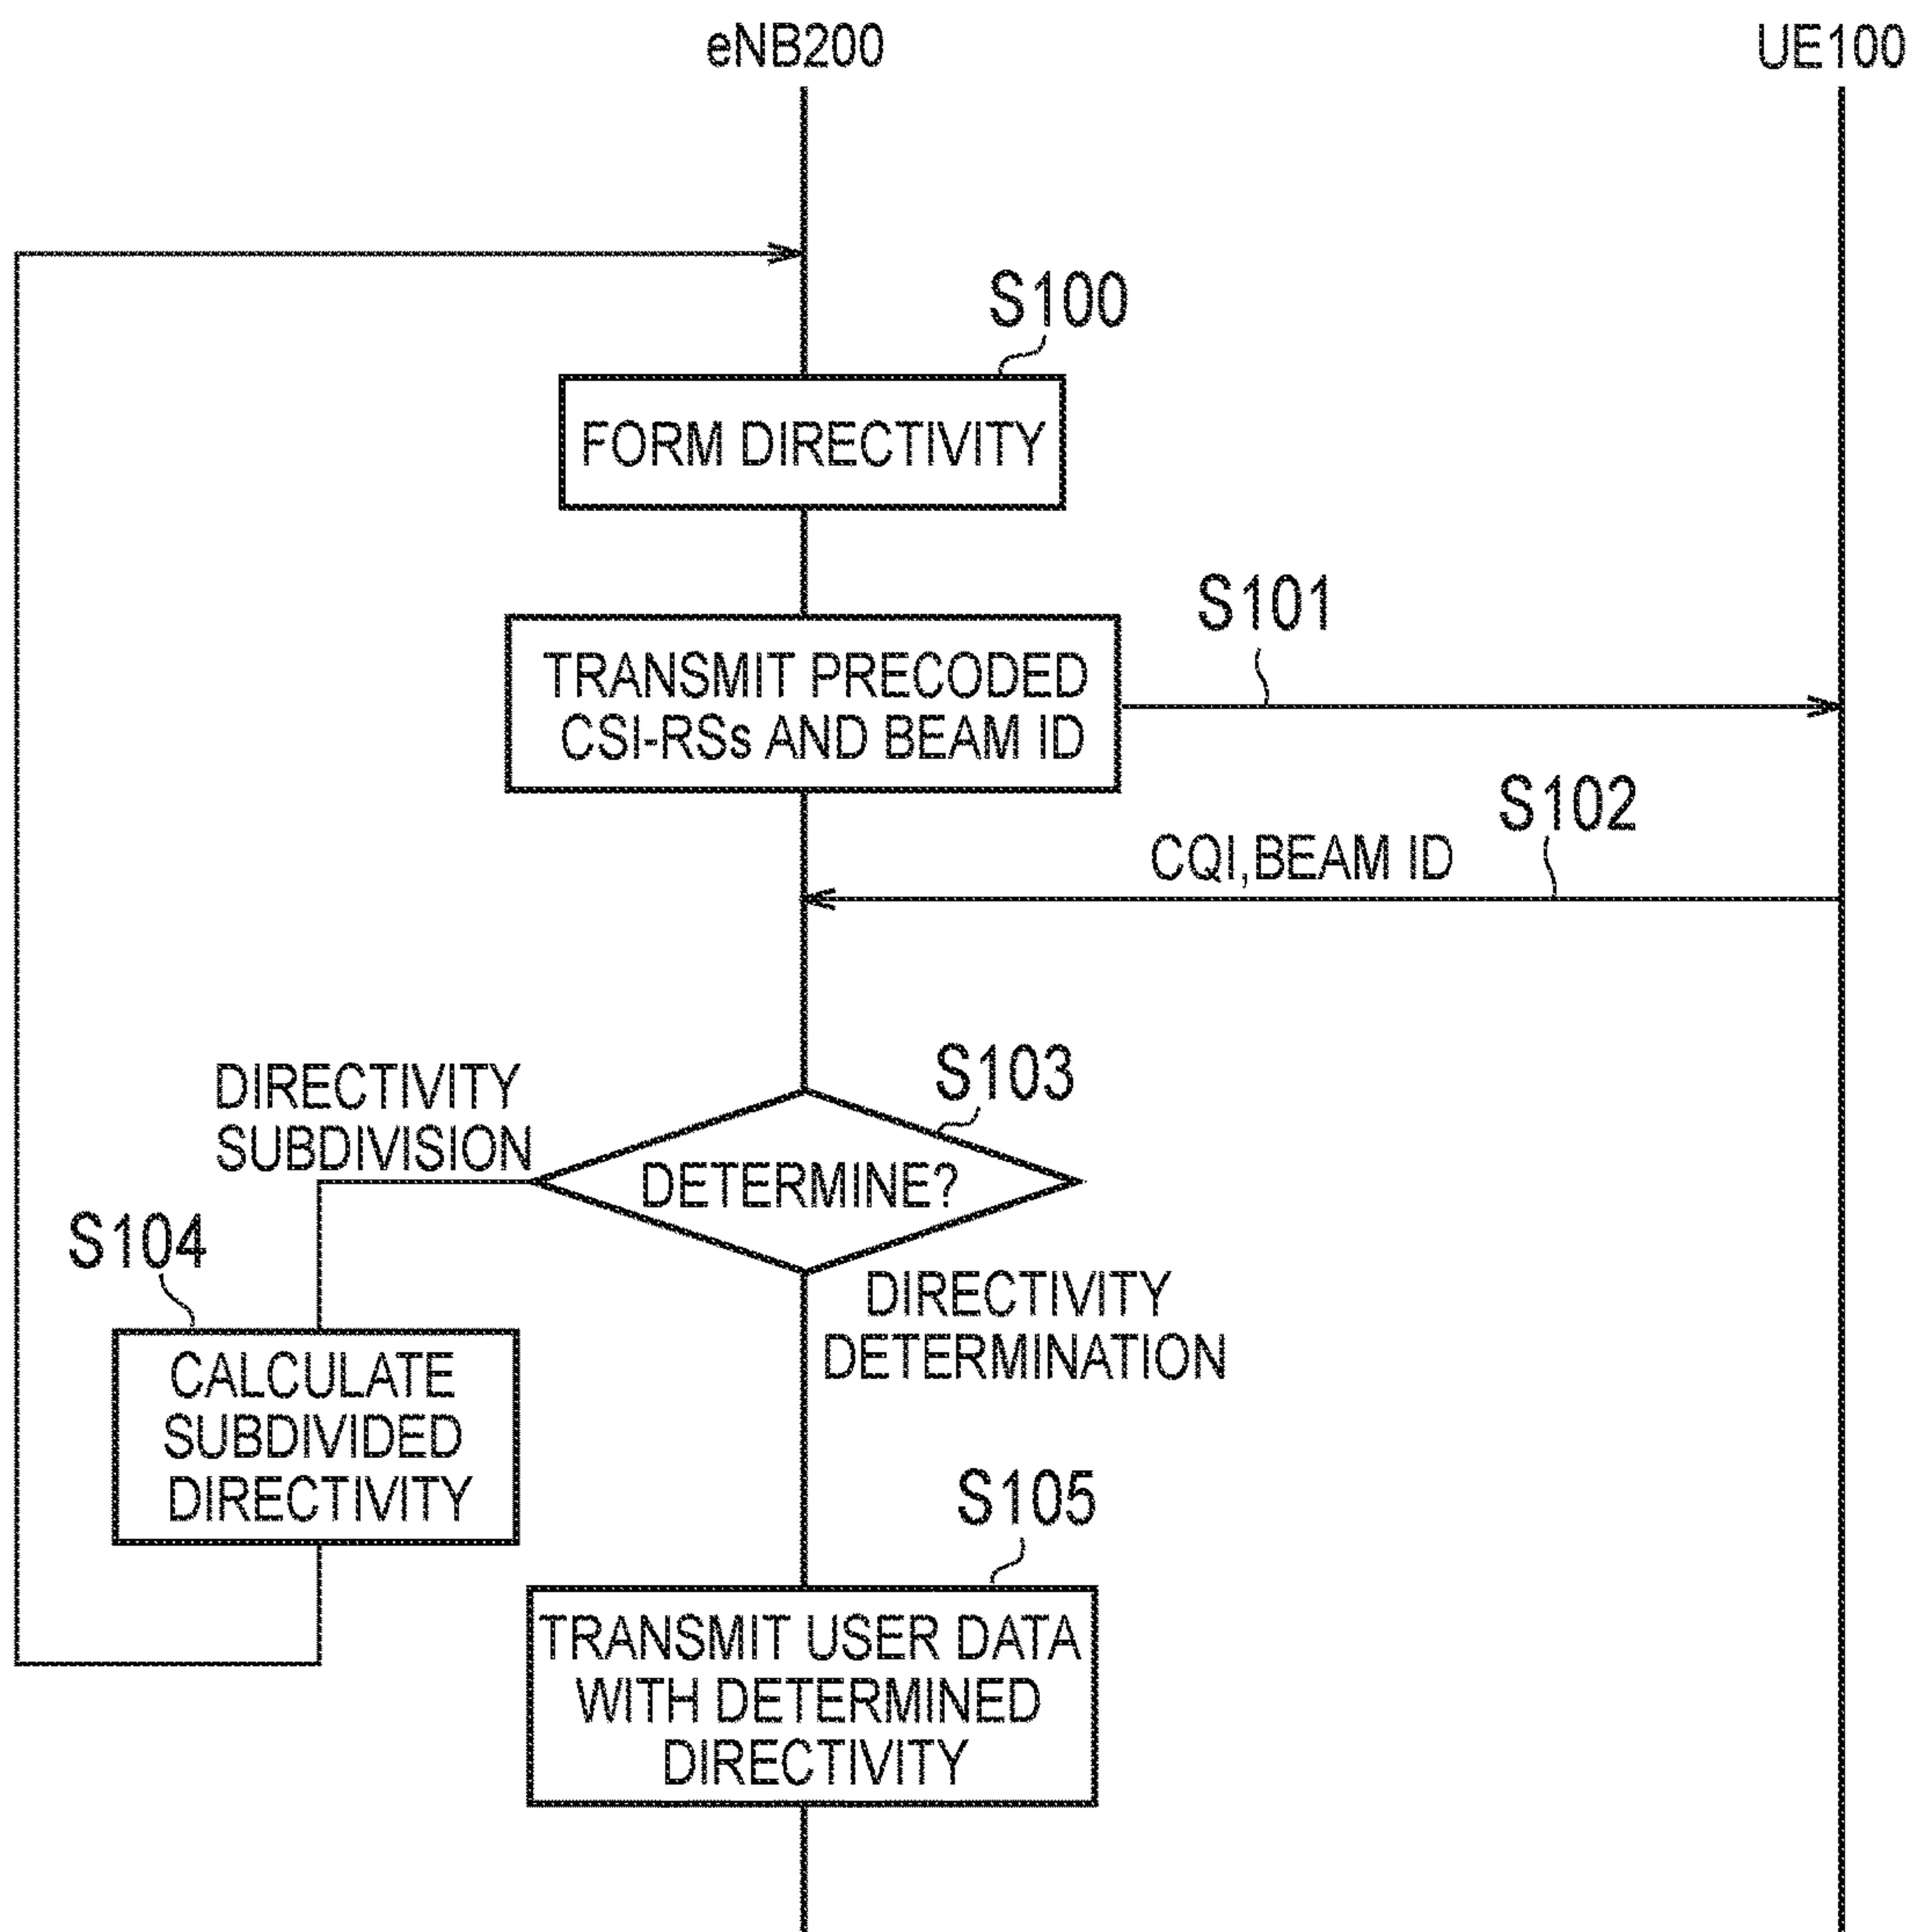 eNB200
UE100
S100
FORM DIRECTIVITY
S101
TRANSMIT PRECODED
CSI-RSs AND BEAM ID
S102
CQI,BEAM ID
S103
DETERMINE?
DIRECTIVITY
SUBDIVISION
S104
CALCULATE
SUBDIVIDED
DIRECTIVITY
DIRECTIVITY
DETERMINATION
S105
TRANSMIT USER DATA
WITH DETERMINED
DIRECTIVITY